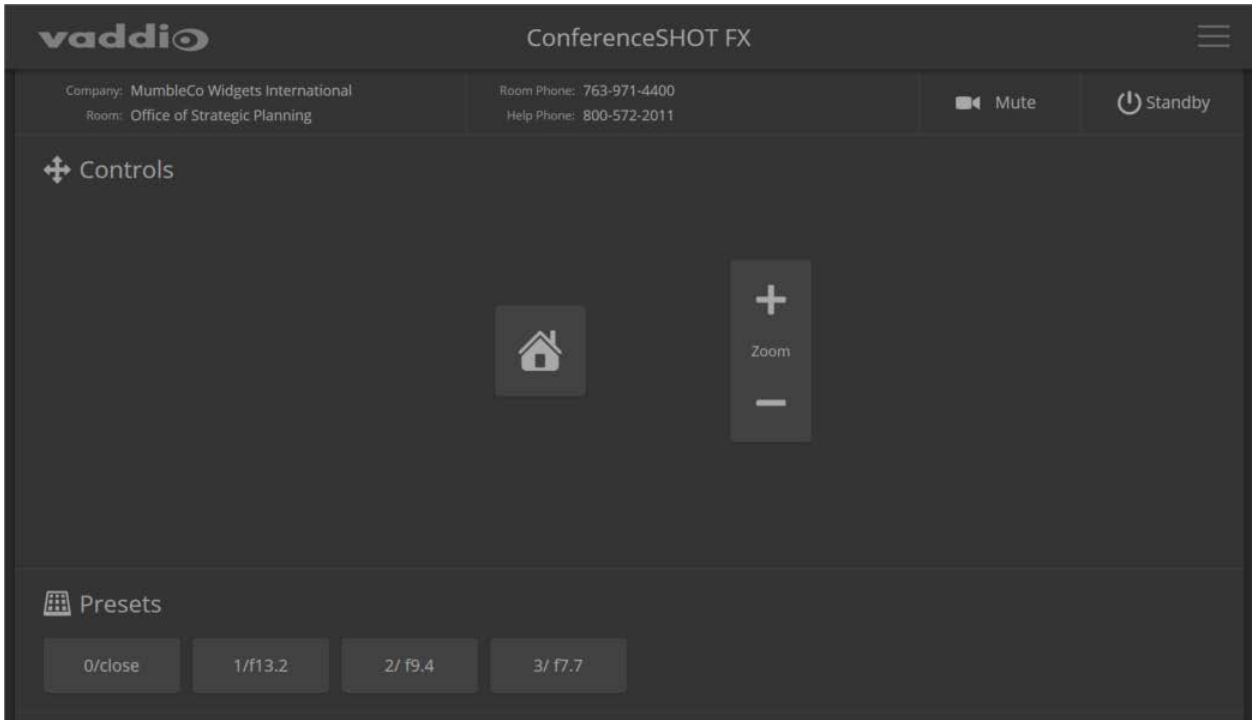 vaddio
ConferenceSHOT FX
Company: MumbleCo Widgets International
Room: Office of Strategic Planning
Room Phone: 763-971-4400
Help Phone: 800-572-2011
Mute
Standby
Controls
Zoom
Presets
0/close
1/f13.2
2/ f9.4
3/ f7.7